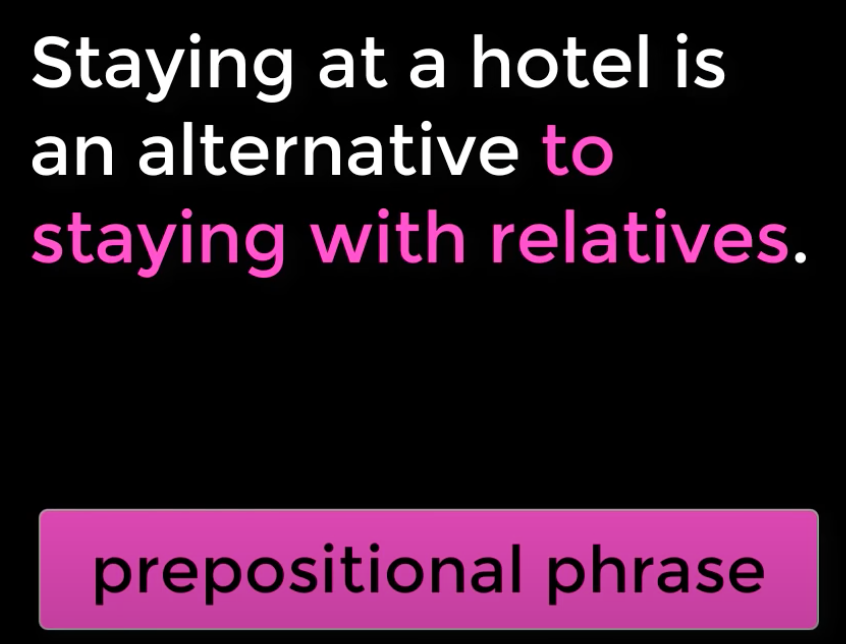 Staying at a hotel is
an alternative to
staying with relatives.
prepositional phrase